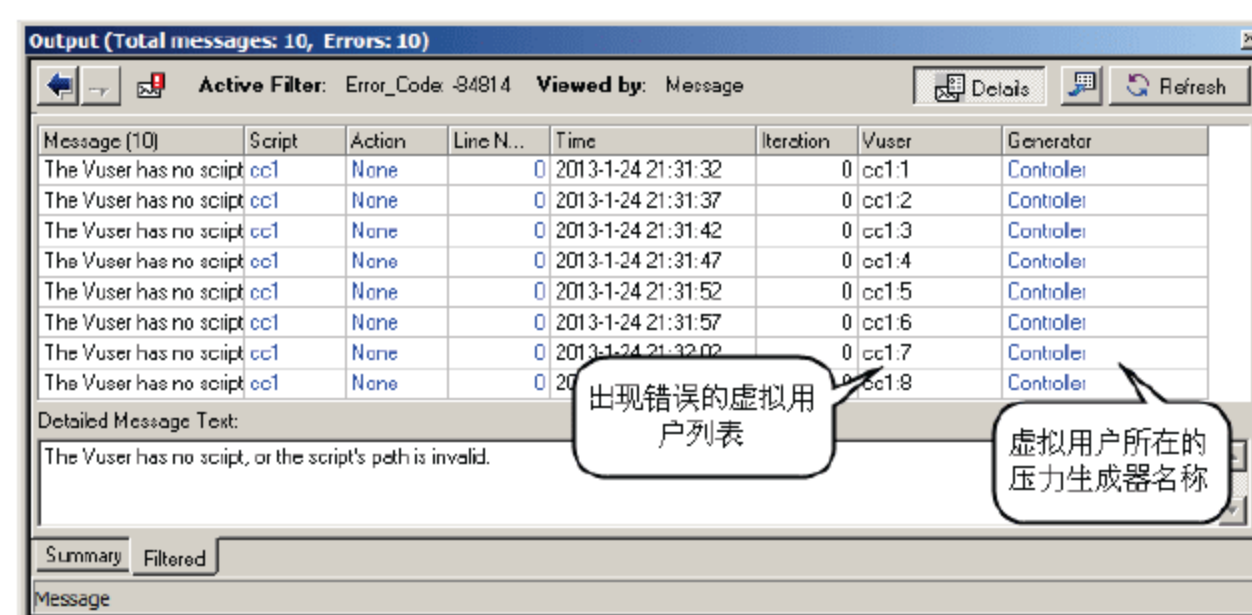 Output (Total messages: 10, Errors: 10)
Active Filter: Error_Code: -84814 Viewed by: Message Details Refresh
Message (10) Script Action Line N... Time Iteration Vuser Generator
The Vuser has no script cc1 None 0 2013-1-24 21:31:32 0 cc1:1 Controller
The Vuser has no script cc1 None 0 2013-1-24 21:31:37 0 cc1:2 Controller
The Vuser has no script cc1 None 0 2013-1-24 21:31:42 0 cc1:3 Controller
The Vuser has no script cc1 None 0 2013-1-24 21:31:47 0 cc1:4 Controller
The Vuser has no script cc1 None 0 2013-1-24 21:31:52 0 cc1:5 Controller
The Vuser has no script cc1 None 0 2013-1-24 21:31:57 0 cc1:6 Controller
The Vuser has no script cc1 None 0 2013-1-24 21:32:02 0 cc1:7 Controller
The Vuser has no script cc1 None 0 0 cc1:8 Controller
出现错误的虚拟用
户列表
虚拟用户所在的
压力生成器名称
Detailed Message Text:
The Vuser has no script, or the script's path is invalid.
Summary Filtered
Message